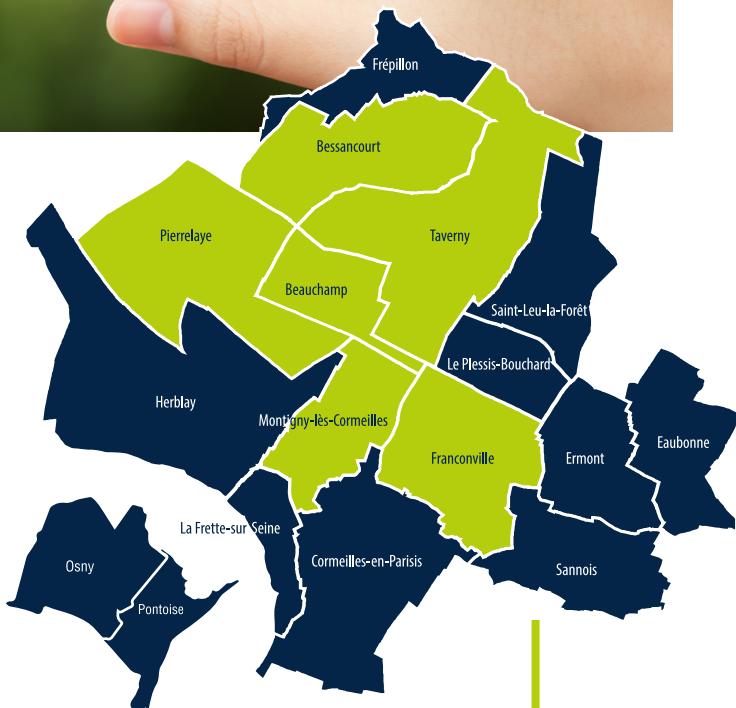 Frépillon
Bessancourt
Pierrelaye
Taverny
Beauchamp
Saint-Leu-la-Forêt
Le Plessis-Bouchard
Herblay
Montigny-lès-Cormeilles
Franconville
Ermont
Eaubonne
La Frette-sur Seine
Cormeilles-en-Parisis
Osny
Sannois
Pontoise